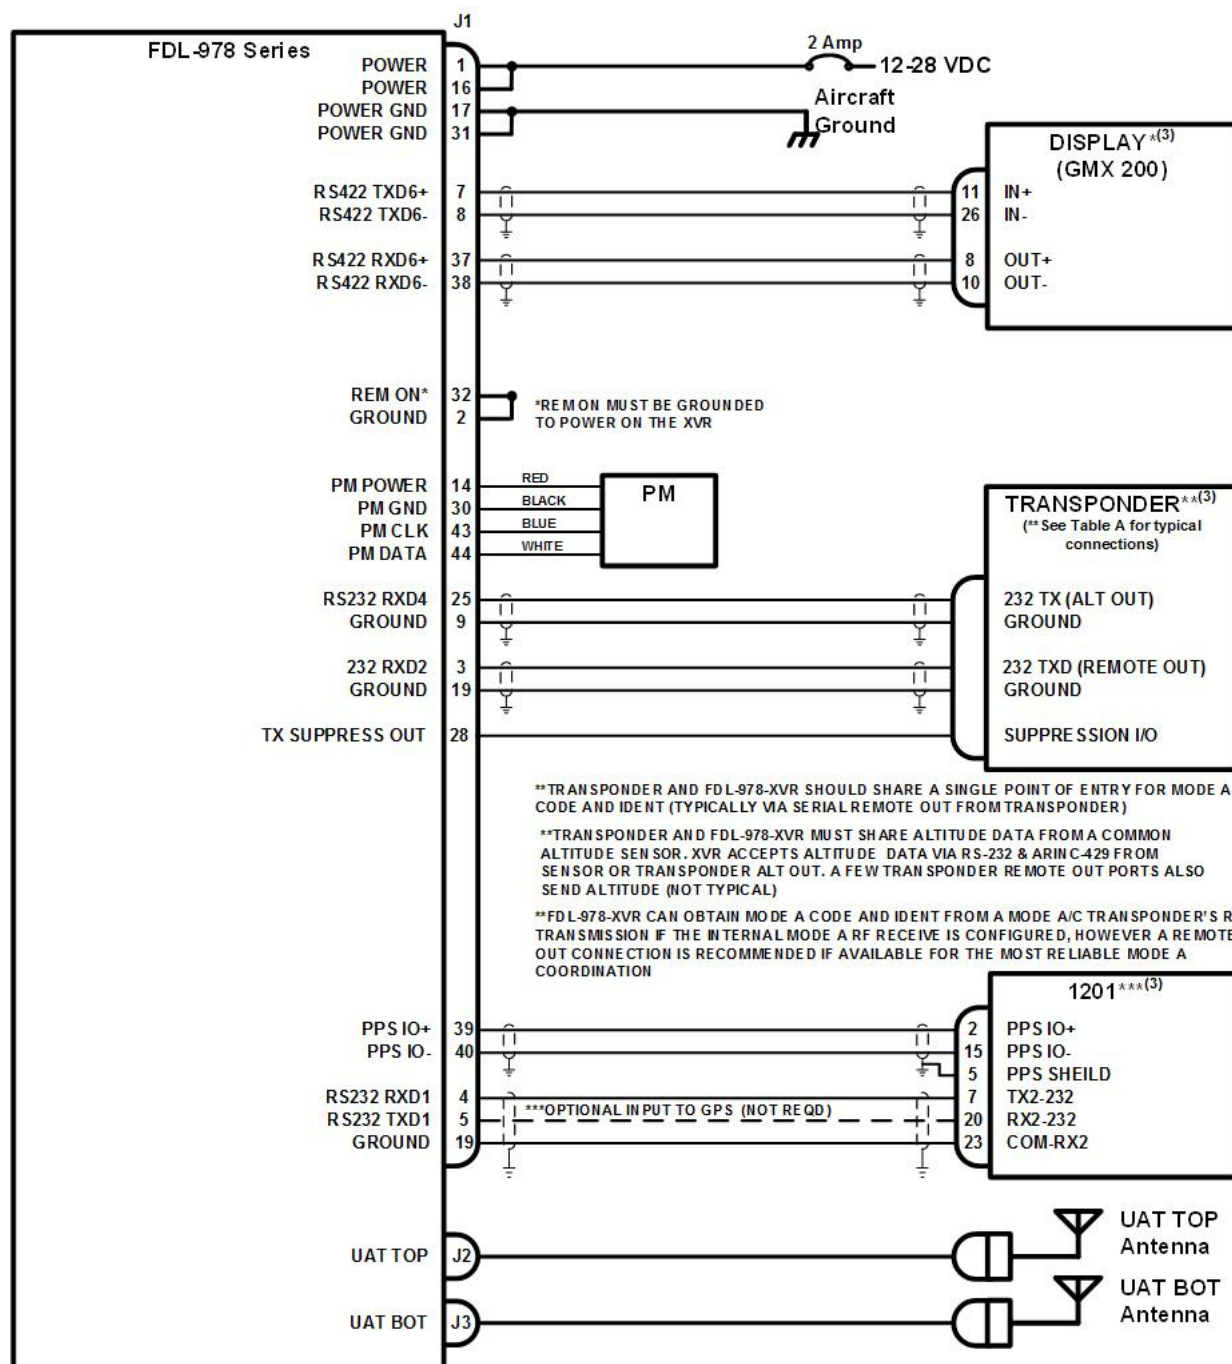 J1
FDL-978 Series
2 Amp
POWER 1
12-28 VDC
POWER 16
POWER GND 17
Aircraft
Ground
POWER GND 31
DISPLAY*(3)
(GMX 200)
RS422 TXD6+ 7 11 IN+
RS422 TXD6- 8 26 IN-
RS422 RXD6+ 37 8 OUT+
RS422 RXD6- 38 10 OUT-
REM ON* 32
GROUND 2
*REM ON MUST BE GROUNDED
TO POWER ON THE XVR
PM POWER 14 RED
PM GND 30 BLACK
PM CLK 43 BLUE
PM DATA 44 WHITE
PM
TRANSPONDER**(3)
(**See Table A for typical
connections)
RS232 RXD4 25 232 TX (ALT OUT)
GROUND 9 GROUND
232 RXD2 3 232 TXD (REMOTE OUT)
GROUND 19 GROUND
TX SUPPRESS OUT 28 SUPPRESSION I/O
**TRANSPONDER AND FDL-978-XVR SHOULD SHARE A SINGLE POINT OF ENTRY FOR MODE A
CODE AND IDENT (TYPICALLY VIA SERIAL REMOTE OUT FROM TRANSPONDER)
**TRANSPONDER AND FDL-978-XVR MUST SHARE ALTITUDE DATA FROM A COMMON
ALTITUDE SENSOR. XVR ACCEPTS ALTITUDE DATA VIA RS-232 & ARINC-429 FROM
SENSOR OR TRANSPONDER ALT OUT. A FEW TRANSPONDER REMOTE OUT PORTS ALSO
SEND ALTITUDE (NOT TYPICAL)
**FDL-978-XVR CAN OBTAIN MODE A CODE AND IDENT FROM A MODE A/C TRANSPONDER'S R
TRANSMISSION IF THE INTERNAL MODE A RF RECEIVE IS CONFIGURED, HOWEVER A REMOTE
OUT CONNECTION IS RECOMMENDED IF AVAILABLE FOR THE MOST RELIABLE MODE A
COORDINATION
1201***(3)
PPS IO+ 39 2 PPS IO+
PPS IO- 40 15 PPS IO-
5 PPS SHEILD
RS232 RXD1 4 7 TX2-232
RS232 TXD1 5 ***OPTIONAL INPUT TO GPS (NOT REQD) 20 RX2-232
GROUND 19 23 COM-RX2
UAT TOP J2
UAT TOP
Antenna
UAT BOT J3
UAT BOT
Antenna